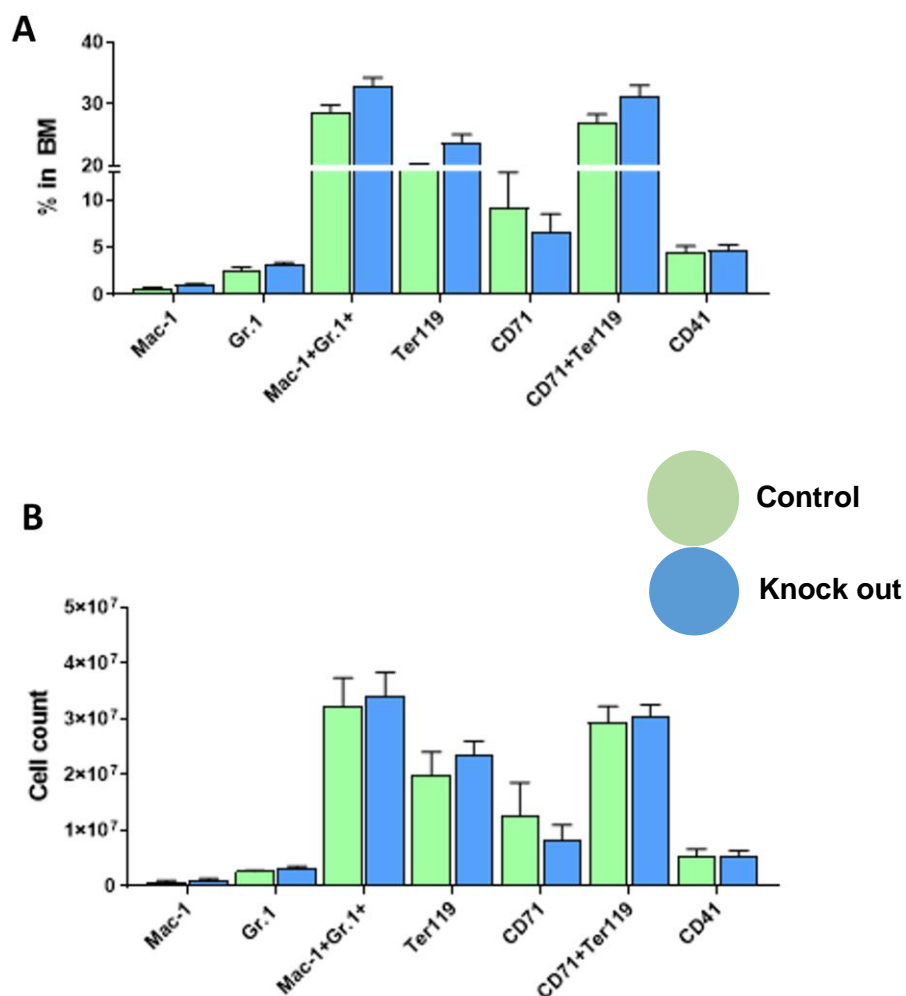 A
40
30
20
10
5
0
% in BM
Mac-1
Gr.1
Mac-1+Gr.1+
Ter119
CD71
CD71+Ter119
CD41
Control
Knock out
B
5×10⁷
4×10⁷
3×10⁷
2×10⁷
1×10⁷
0
Cell count
Mac-1
Gr.1
Mac-1+Gr.1+
Ter119
CD71
CD71+Ter119
CD41